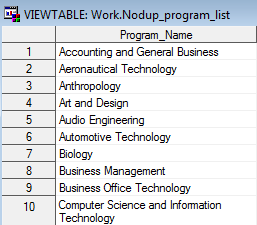 VIEWTABLE: Work.Nodup_program_list
Program_Name
1 Accounting and General Business
2 Aeronautical Technology
3 Anthropology
4 Art and Design
5 Audio Engineering
6 Automotive Technology
7 Biology
8 Business Management
9 Business Office Technology
10 Computer Science and Information
Technology